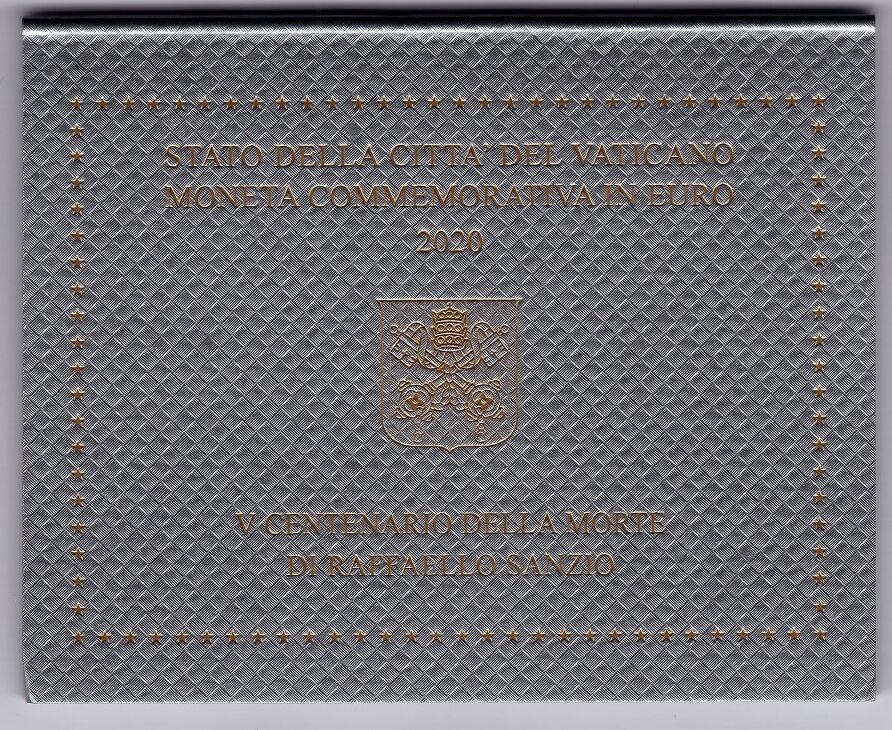 STATO DELLA CITTA' DEL VATICANO
MONETA COMMEMORATIVA IN EURO
2020
V CENTENARIO DELLA MORTE
DI RAFFAELLO SANZIO